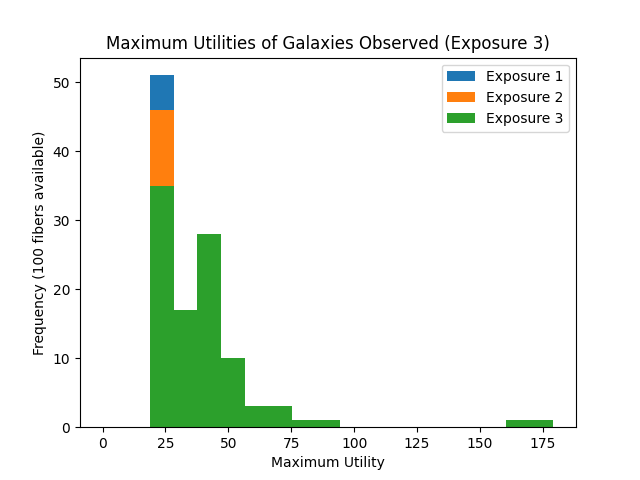 Maximum Utilities of Galaxies Observed (Exposure 3)
Exposure 1
Exposure 2
Exposure 3
50
40
30
20
10
0
Frequency (100 fibers available)
0 25 50 75 100 125 150 175
Maximum Utility